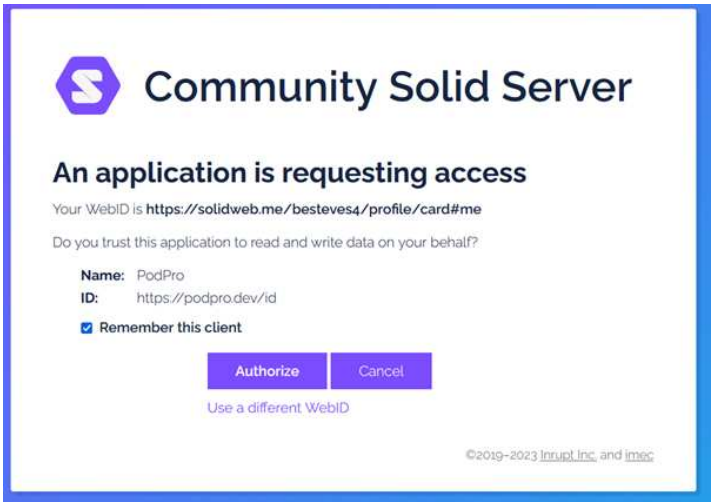 Community Solid Server
An application is requesting access
Your WebID is https://solidweb.me/besteves4/profile/card#me
Do you trust this application to read and write data on your behalf?
Name: PodPro
ID: https://podpro.dev/id
Remember this client
Authorize Cancel
Use a different WebID
©2019–2023 Inrupt Inc. and imec